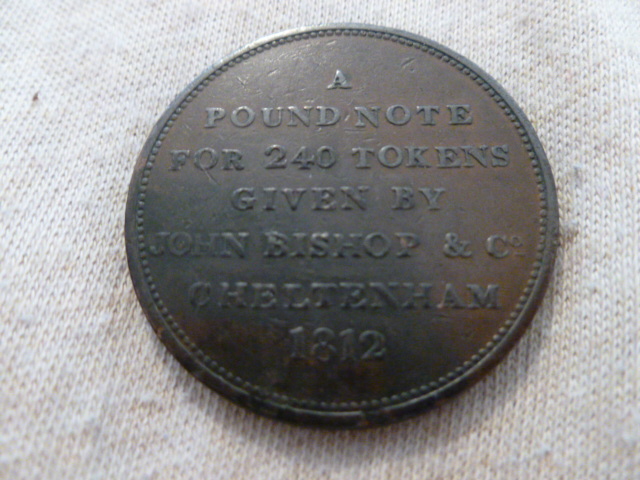 A
POUND NOTE
FOR 240 TOKENS
GIVEN BY
JOHN BISHOP & Co
CHELTENHAM
1812